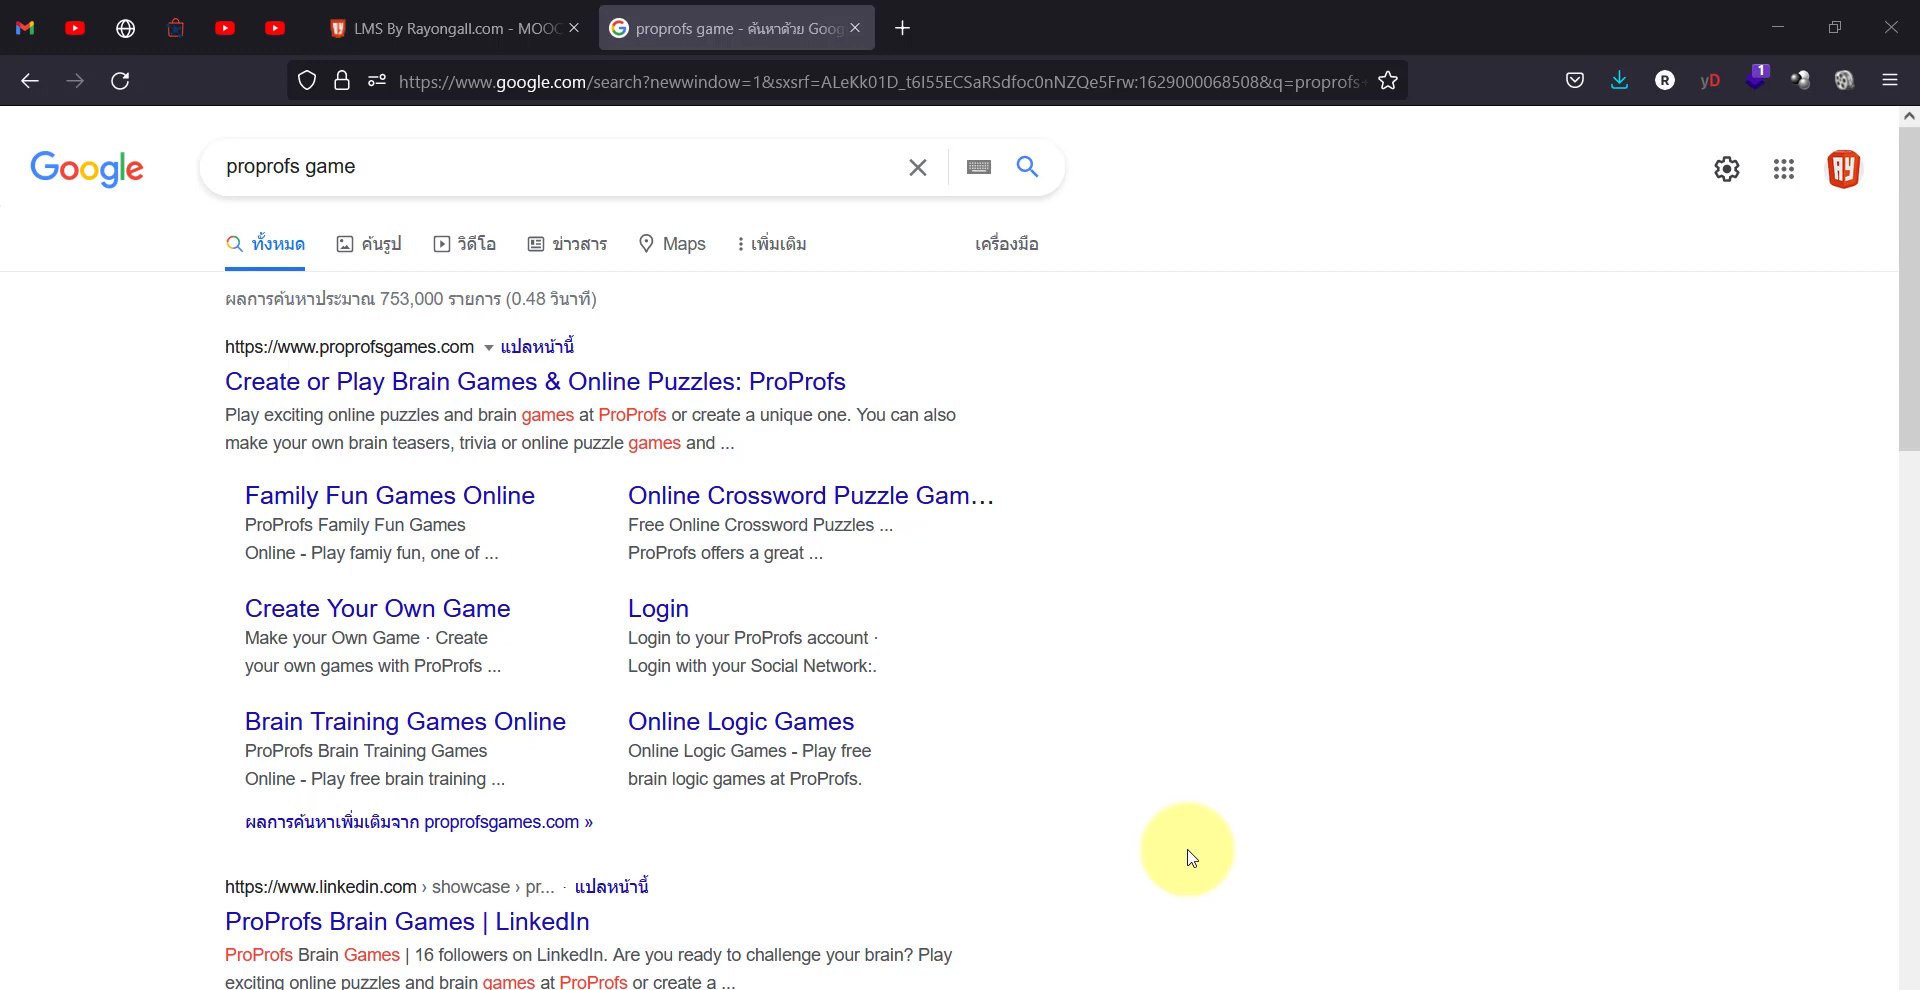 LMS By Rayongall.com - MOOC
proprofs game - ค้นหาด้วย Goog
https://www.google.com/search?newwindow=1&sxsrf=ALeKk01D_t6I55ECSaRSdfoc0nNZQe5Frw:1629000068508&q=proprofs
R
yD
1
Google
proprofs game
ทั้งหมด
ค้นรูป
วิดีโอ
ข่าวสาร
Maps
เพิ่มเติม
เครื่องมือ
ผลการค้นหาประมาณ 753,000 รายการ (0.48 วินาที)
https://www.proprofsgames.com แปลหน้านี้
Create or Play Brain Games & Online Puzzles: ProProfs
Play exciting online puzzles and brain games at ProProfs or create a unique one. You can also
make your own brain teasers, trivia or online puzzle games and ...
Family Fun Games Online
ProProfs Family Fun Games
Online - Play famiy fun, one of ...
Online Crossword Puzzle Gam...
Free Online Crossword Puzzles ...
ProProfs offers a great ...
Create Your Own Game
Make your Own Game · Create
your own games with ProProfs ...
Login
Login to your ProProfs account ·
Login with your Social Network:.
Brain Training Games Online
ProProfs Brain Training Games
Online - Play free brain training ...
Online Logic Games
Online Logic Games - Play free
brain logic games at ProProfs.
ผลการค้นหาเพิ่มเติมจาก proprofsgames.com »
https://www.linkedin.com › showcase › pr... · แปลหน้านี้
ProProfs Brain Games | LinkedIn
ProProfs Brain Games | 16 followers on LinkedIn. Are you ready to challenge your brain? Play
exciting online puzzles and brain games at ProProfs or create a ...